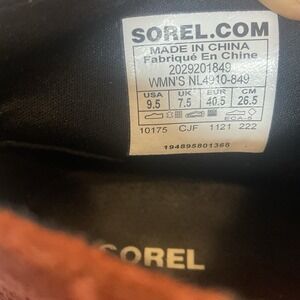 SOREL.COM
MADE IN CHINA
Fabriqué En Chine
2029201849
WMN'S NL4910-849
USA UK EUR CM
9.5 7.5 40.5 26.5
10175 CJF 1121 222
194895801365
SOREL